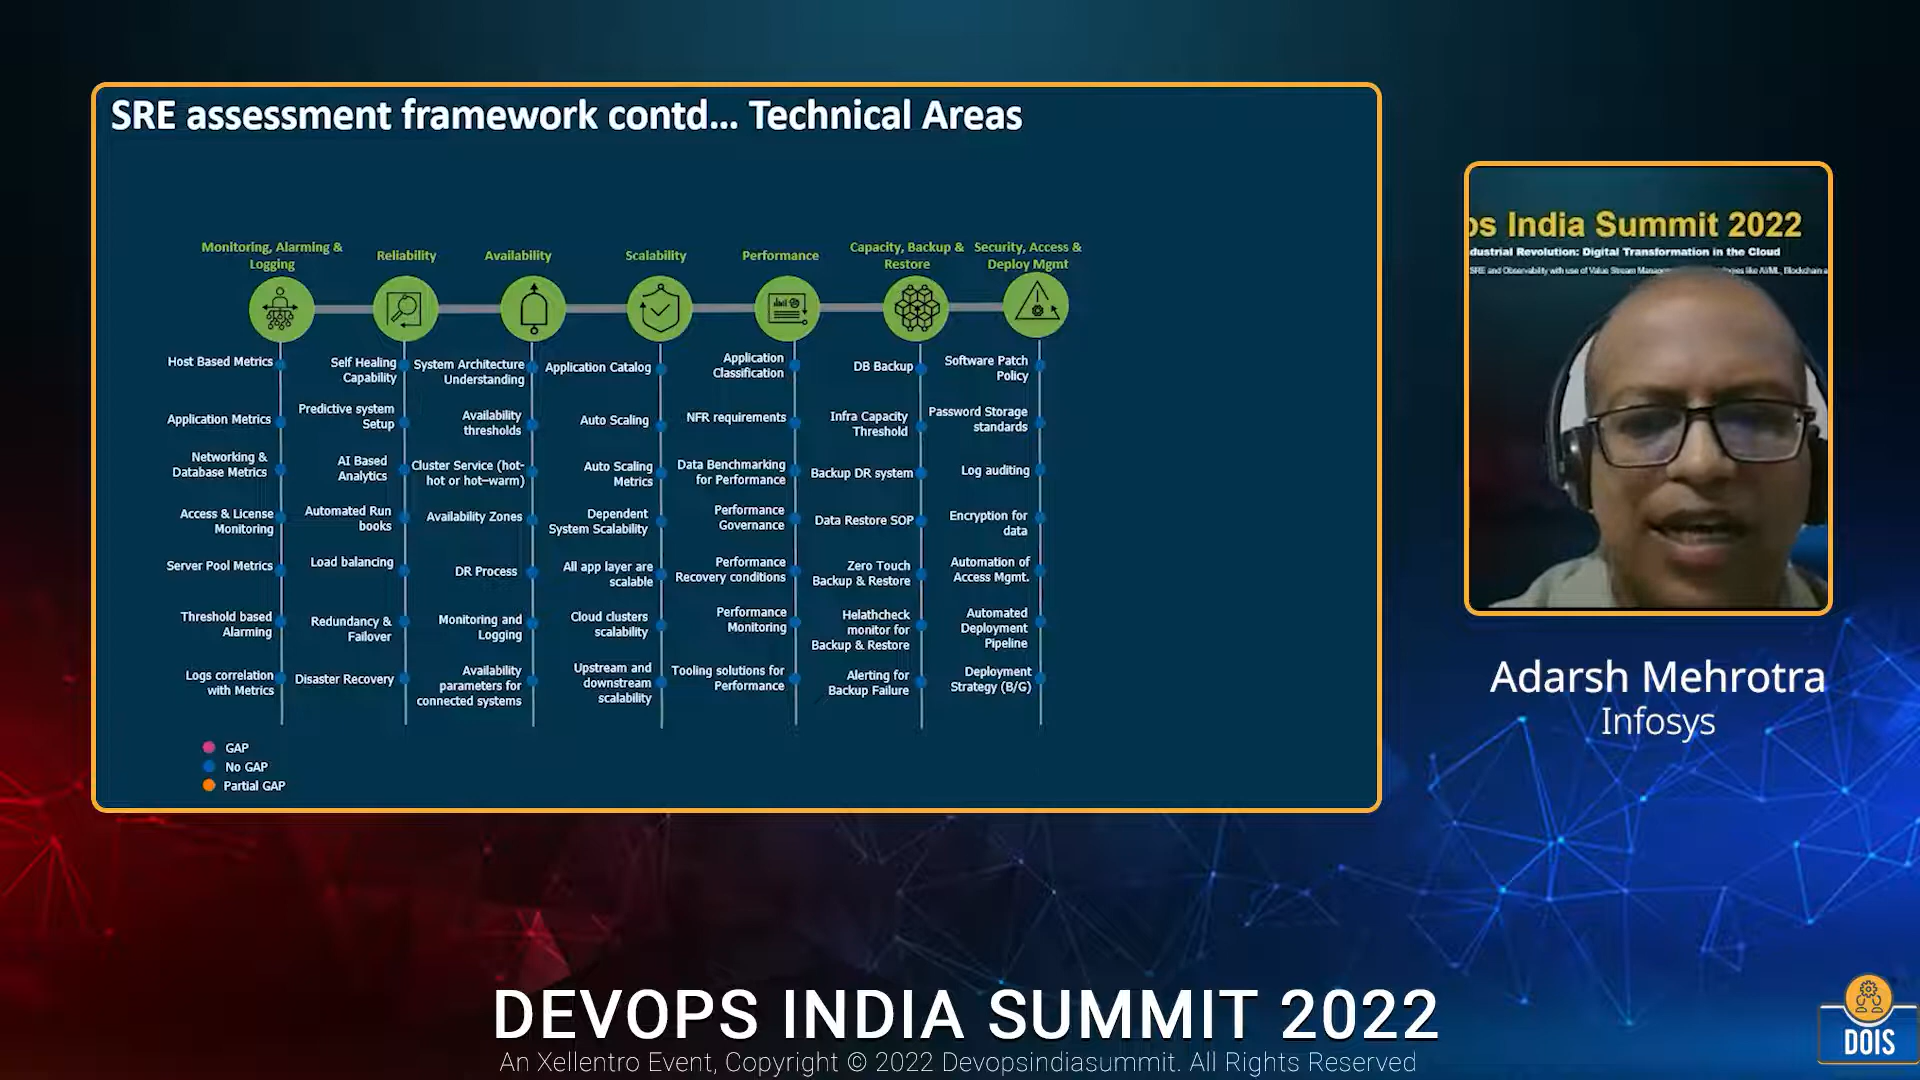 SRE assessment framework contd... Technical Areas
Monitoring, Alarming &
Logging
Reliability
Availability
Scalability
Performance
Capacity, Backup &
Restore
Security, Access &
Deploy Mgmt
Host Based Metrics
Application Metrics
Networking &
Database Metrics
Access & License
Monitoring
Server Pool Metrics
Threshold based
Alarming
Logs correlation
with Metrics
Self Healing
Capability
Predictive system
Setup
AI Based
Analytics
Automated Run
books
Load balancing
Redundancy &
Failover
Disaster Recovery
System Architecture
Understanding
Availability
thresholds
Cluster Service (hot-
hot or hot–warm)
Availability Zones
DR Process
Monitoring and
Logging
Availability
parameters for
connected systems
Application Catalog
Auto Scaling
Auto Scaling
Metrics
Dependent
System Scalability
All app layer are
scalable
Cloud clusters
scalability
Upstream and
downstream
scalability
Application
Classification
NFR requirements
Data Benchmarking
for Performance
Performance
Governance
Performance
Recovery conditions
Performance
Monitoring
Tooling solutions for
Performance
DB Backup
Infra Capacity
Threshold
Backup DR system
Data Restore SOP
Zero Touch
Backup & Restore
Helathcheck
monitor for
Backup & Restore
Alerting for
Backup Failure
Software Patch
Policy
Password Storage
standards
Log auditing
Encryption for
data
Automation of
Access Mgmt.
Automated
Deployment
Pipeline
Deployment
Strategy (B/G)
GAP
No GAP
Partial GAP
ps India Summit 2022
dustrial Revolution: Digital Transformation in the Cloud
SRE and Observability with use of Value Stream
Adarsh Mehrotra
Infosys
DEVOPS INDIA SUMMIT 2022
An Xellentro Event, Copyright © 2022 Devopsindiasummit. All Rights Reserved
DOIS